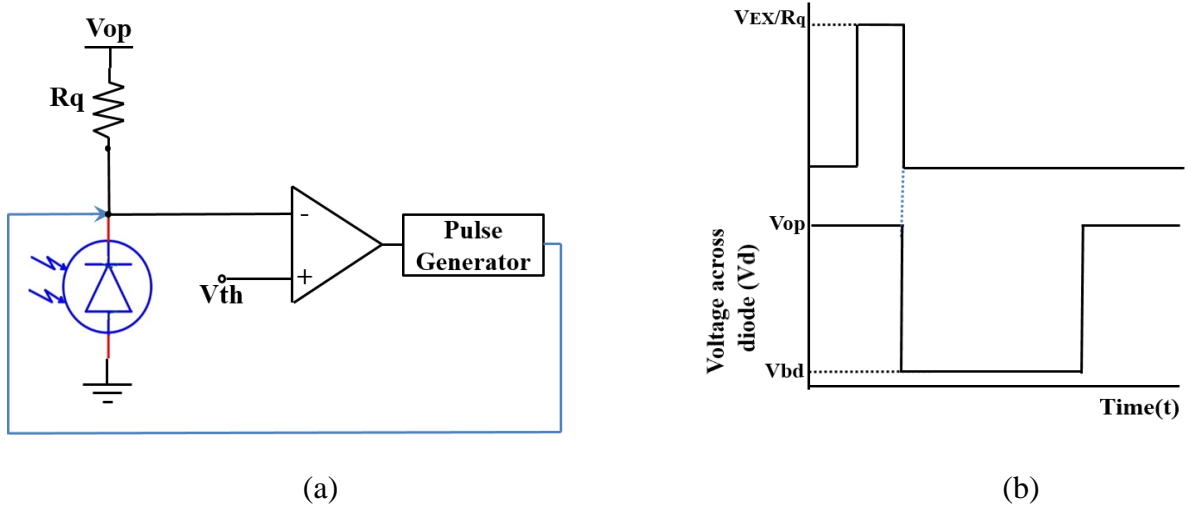 Vop
Rq
-
+
Vth
Pulse
Generator
(a)
VEX/Rq
Vop
Voltage across
diode (Vd)
Vbd
Time(t)
(b)